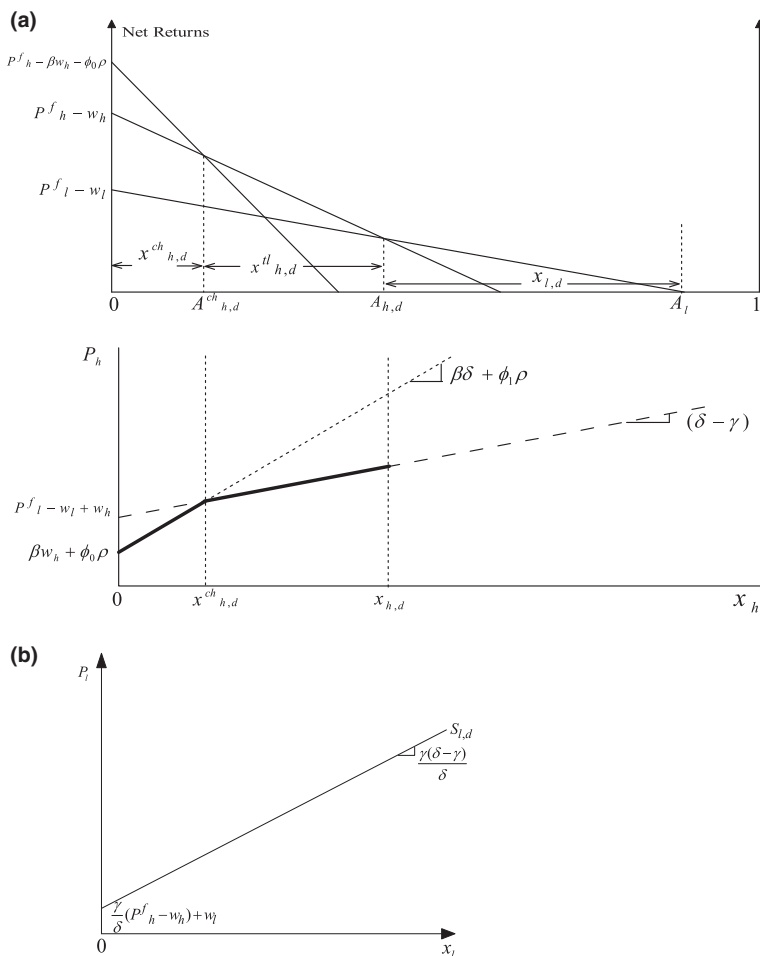 (a)
Net Returns
P^f_h − βw_h − ϕ_0ρ
P^f_h − w_h
P^f_l − w_l
x^ch_h,d
x^tl_h,d
x_l,d
0
A^ch_h,d
A_h,d
A_l
1
P_h
βδ + ϕ_1ρ
(δ − γ)
P^f_l − w_l + w_h
βw_h + ϕ_0ρ
0
x^ch_h,d
x_h,d
x_h
(b)
P_l
S_l,d
γ(δ−γ)
δ
γ/δ(P^f_h − w_h) + w_l
0
x_l